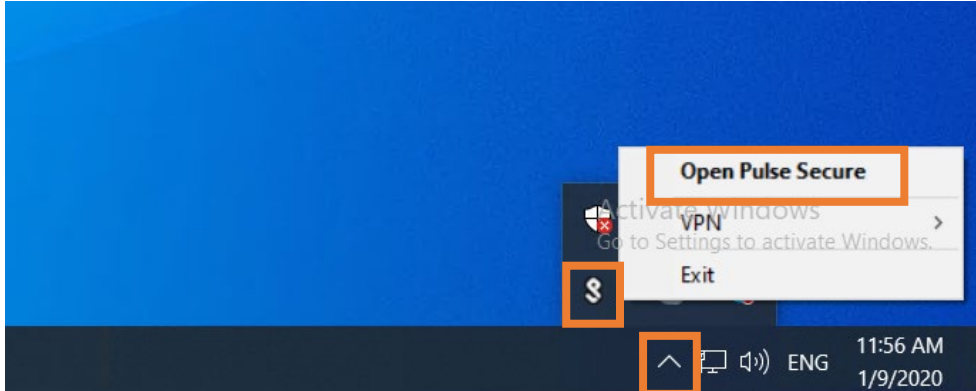 Open Pulse Secure
Activate Windows
VPN
Go to Settings to activate Windows.
Exit
ENG
11:56 AM
1/9/2020